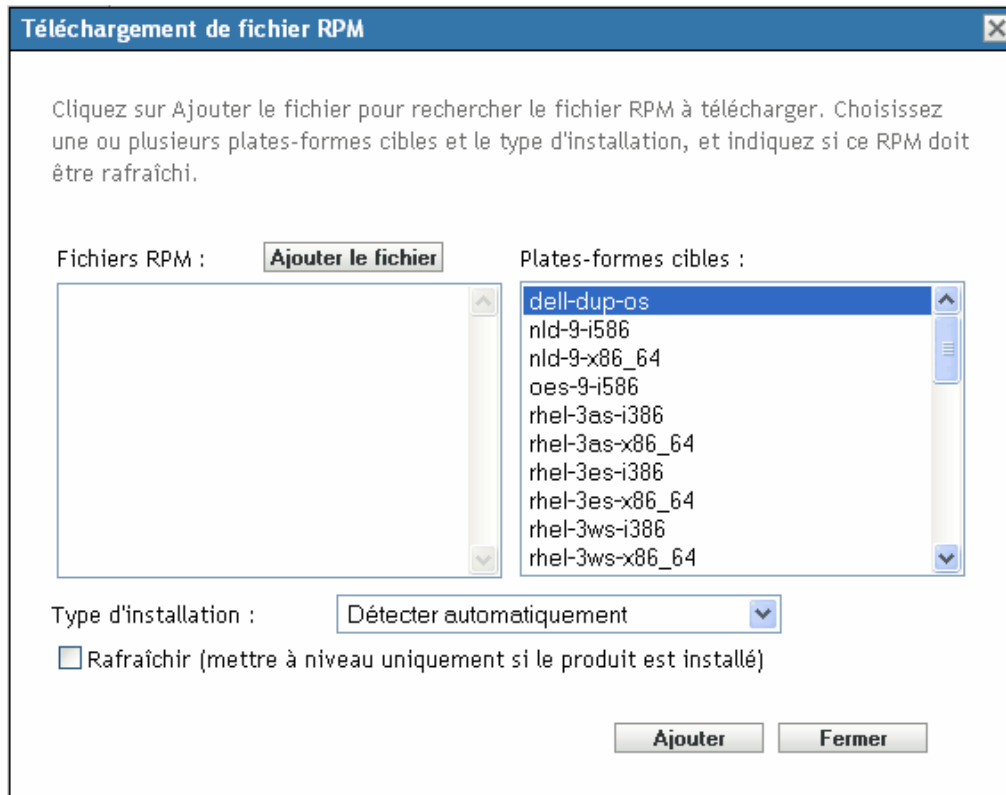 Téléchargement de fichier RPM
Cliquez sur Ajouter le fichier pour rechercher le fichier RPM à télécharger. Choisissez
une ou plusieurs plates-formes cibles et le type d'installation, et indiquez si ce RPM doit
être rafraîchi.
Fichiers RPM :
Ajouter le fichier
Plates-formes cibles :
dell-dup-os
nld-9-i586
nld-9-x86_64
oes-9-i586
rhel-3as-i386
rhel-3as-x86_64
rhel-3es-i386
rhel-3es-x86_64
rhel-3ws-i386
rhel-3ws-x86_64
Type d'installation :
Détecter automatiquement
Rafraîchir (mettre à niveau uniquement si le produit est installé)
Ajouter
Fermer